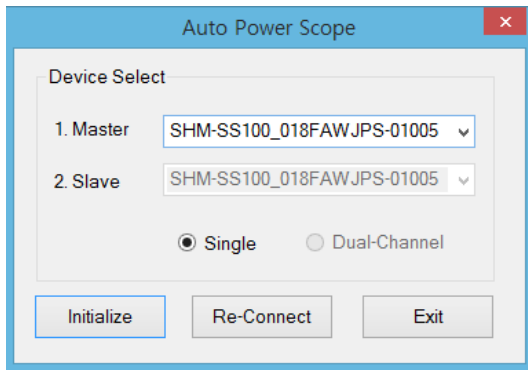 Auto Power Scope
Device Select
1. Master SHM-SS100_018FAWJPS-01005
2. Slave SHM-SS100_018FAWJPS-01005
Single Dual-Channel
Initialize Re-Connect Exit